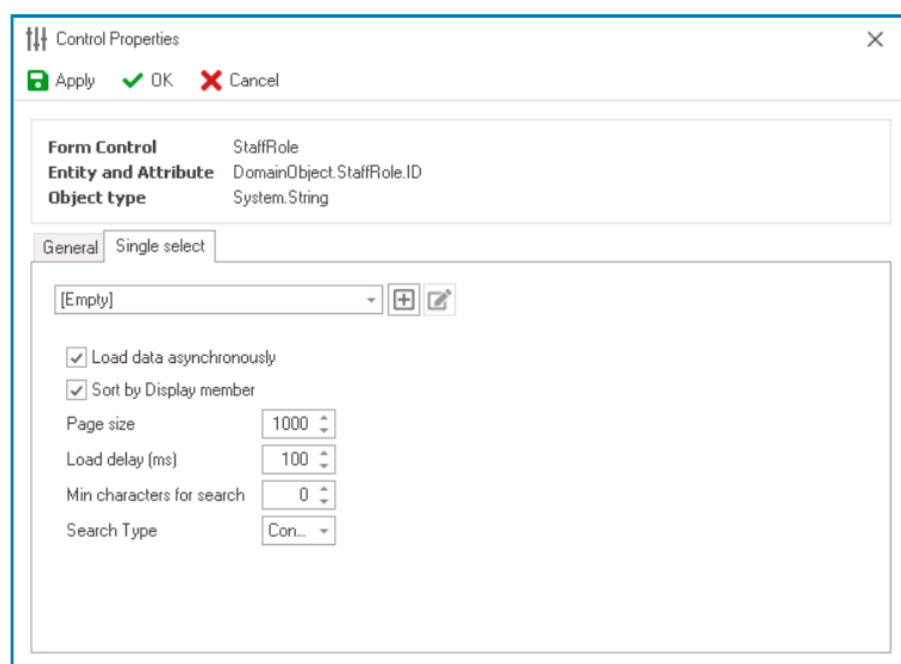 Control Properties
Apply OK Cancel
Form Control StaffRole
Entity and Attribute DomainObject.StaffRole.ID
Object type System.String
General Single select
[Empty]
Load data asynchronously
Sort by Display member
Page size 1000
Load delay (ms) 100
Min characters for search 0
Search Type Con...